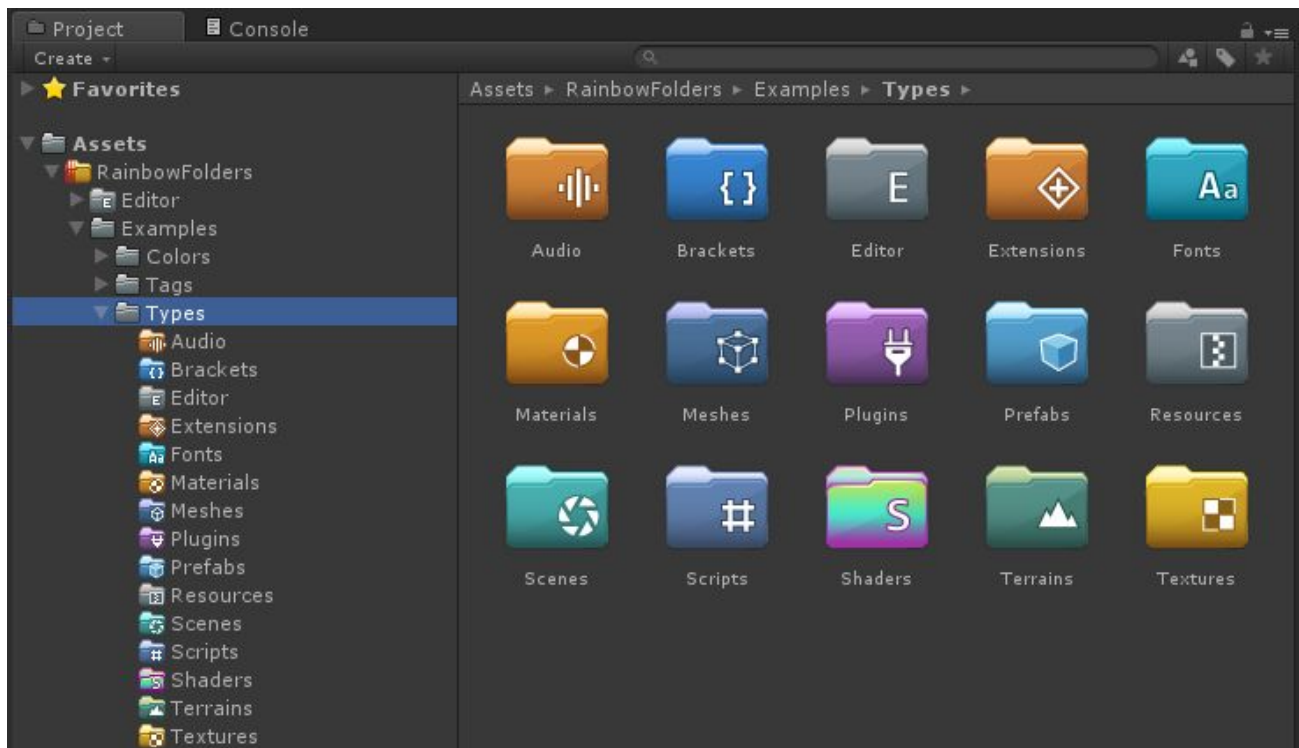 Project Console
Create
Favorites
Assets ▸ RainbowFolders ▸ Examples ▸ Types ▸
Assets
RainbowFolders
Editor
Examples
Colors
Tags
Types
Audio
Brackets
Editor
Extensions
Fonts
Materials
Meshes
Plugins
Prefabs
Resources
Scenes
Scripts
Shaders
Terrains
Textures
{ } E Aa
Audio Brackets Editor Extensions Fonts
Materials Meshes Plugins Prefabs Resources
# S
Scenes Scripts Shaders Terrains Textures